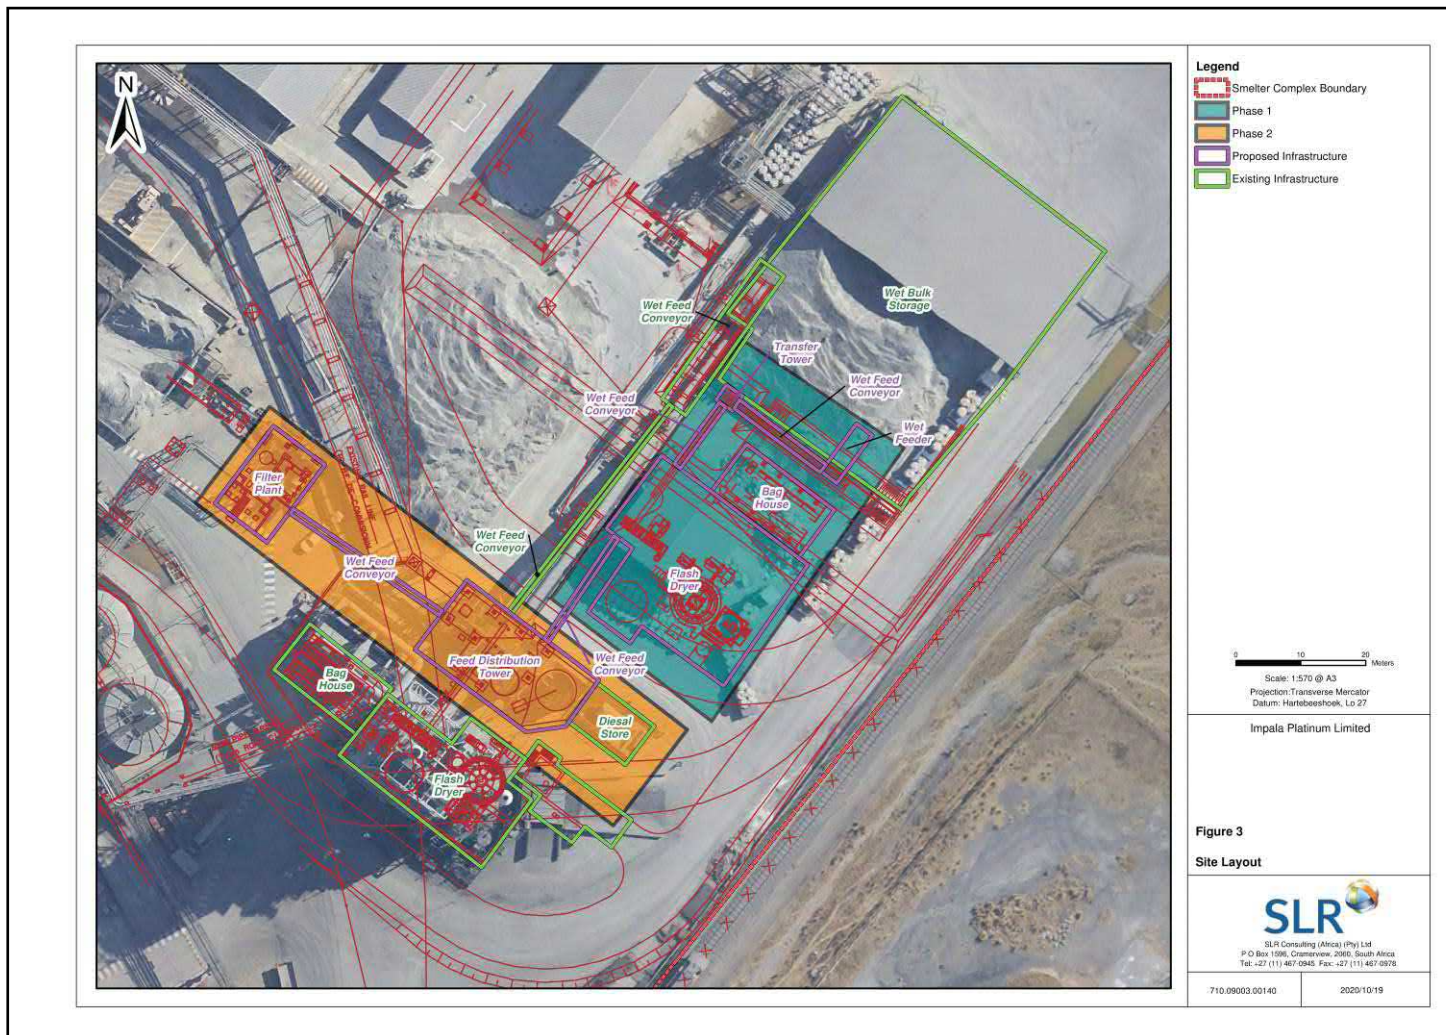 N
Wet Feed
Conveyor
Wet Bulk
Storage
Transfer
Tower
Wet Feed
Conveyor
Wet Feed
Conveyor
Wet
Feeder
Filter
Plant
Bag
House
Wet Feed
Conveyor
Wet Feed
Conveyor
Flash
Dryer
Feed Distribution
Tower
Wet Feed
Conveyor
Bag
House
Diesal
Store
Flash
Dryer
Legend
Smelter Complex Boundary
Phase 1
Phase 2
Proposed Infrastructure
Existing Infrastructure
0 10 20
Meters
Scale: 1:570 @ A3
Projection:Transverse Mercator
Datum: Hartebeeshoek, Lo 27
Impala Platinum Limited
Figure 3
Site Layout
SLR
SLR Consulting (Africa) (Pty) Ltd
P O Box 1596, Cramerview, 2060, South Africa
Tel: +27 (11) 467-0945 Fax: +27 (11) 467-0978
710.09003.00140
2020/10/19